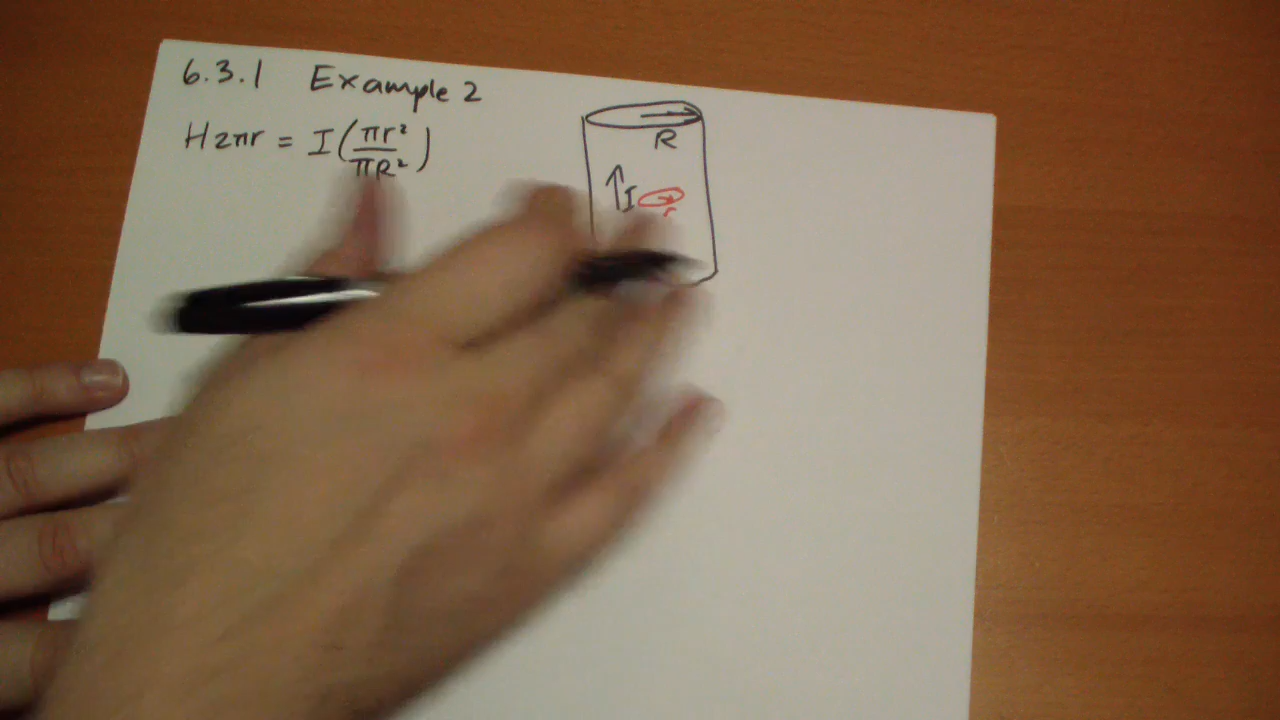 6.3.1 Example 2
H2πr = I(πr²/πR²)
R
I
r